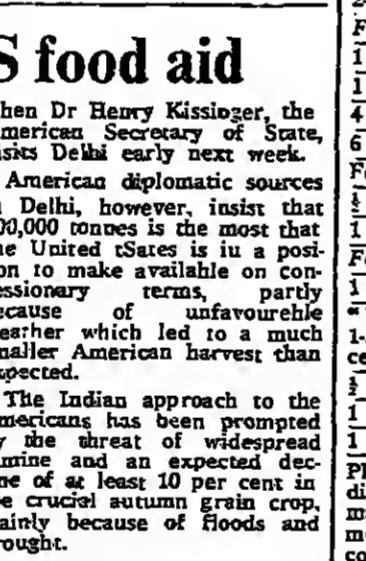 S food aid
hen Dr Henry Kissinger, the
merican Secretary of State,
isits Delhi early next week.
American diplomatic sources
Delhi, however, insist that
00,000 tonnes is the most that
he United tSates is iu a posi-
on to make available on con-
essionary terms, partly
ecause of unfavourehle
eather which led to a much
maller American harvest than
xpected.
The Indian approach to the
mericans has been prompted
y the threat of widespread
amine and an expected dec-
ne of at least 10 per cent in
e crucial autumn grain crop,
ainly because of floods and
rought.